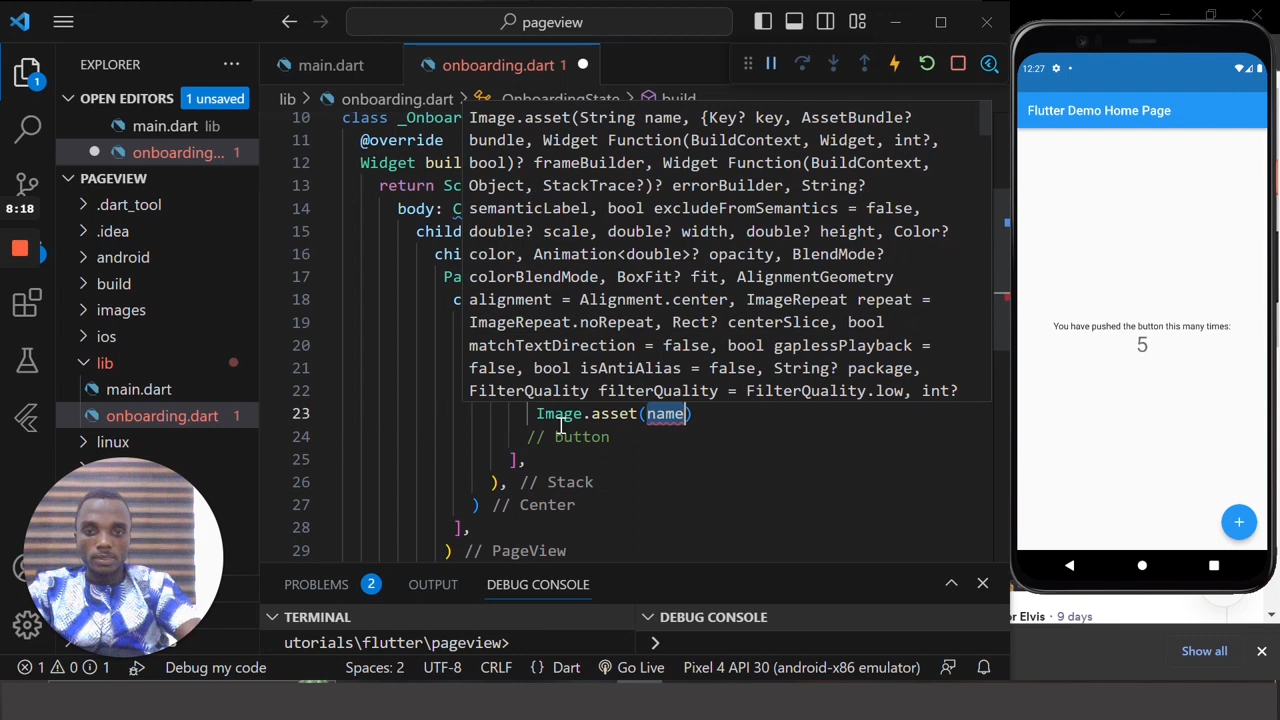 pageview
EXPLORER
main.dart
onboarding.dart 1
OPEN EDITORS
1 unsaved
main.dart lib
onboarding... 1
PAGEVIEW
.dart_tool
.idea
android
build
images
ios
lib
main.dart
onboarding.dart 1
linux
1
8:18
lib > onboarding.dart > _OnboardingState > build
10 class _Onboar
11 @override
12 Widget buil
13 return Sc
14 body: C
15 child
16 chi
17 Pa
18 c
19
20
21
22
23 Image.asset(name)
24 // button
25 ],
26 ), // Stack
27 ) // Center
28 ],
29 ) // PageView
Image.asset(String name, {Key? key, AssetBundle?
bundle, Widget Function(BuildContext, Widget, int?,
bool)? frameBuilder, Widget Function(BuildContext,
Object, StackTrace?)? errorBuilder, String?
semanticLabel, bool excludeFromSemantics = false,
double? scale, double? width, double? height, Color?
color, Animation<double>? opacity, BlendMode?
colorBlendMode, BoxFit? fit, AlignmentGeometry
alignment = Alignment.center, ImageRepeat repeat =
ImageRepeat.noRepeat, Rect? centerSlice, bool
matchTextDirection = false, bool gaplessPlayback =
false, bool isAntiAlias = false, String? package,
FilterQuality filterQuality = FilterQuality.low, int?
PROBLEMS 2 OUTPUT DEBUG CONSOLE
TERMINAL
utorials\flutter\pageview>
DEBUG CONSOLE
>
1 0 1 Debug my code
Spaces: 2 UTF-8 CRLF {} Dart Go Live Pixel 4 API 30 (android-x86 emulator)
12:27
Flutter Demo Home Page
You have pushed the button this many times:
5
+
or Elvis • 9 days
Show all